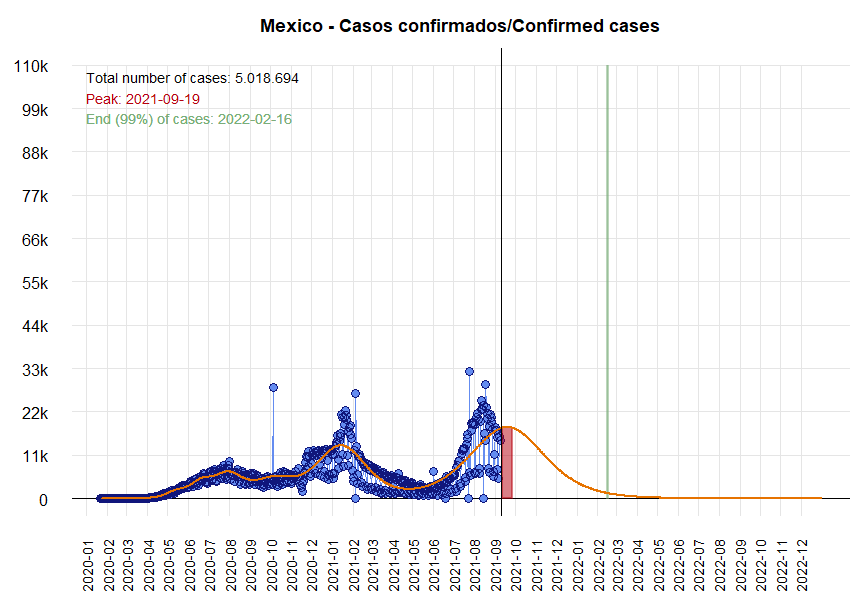 Mexico - Casos confirmados/Confirmed cases
110k
99k
88k
77k
66k
55k
44k
33k
22k
11k
0
Total number of cases: 5.018.694
Peak: 2021-09-19
End (99%) of cases: 2022-02-16
2020-01
2020-02
2020-03
2020-04
2020-05
2020-06
2020-07
2020-08
2020-09
2020-10
2020-11
2020-12
2021-01
2021-02
2021-03
2021-04
2021-05
2021-06
2021-07
2021-08
2021-09
2021-10
2021-11
2021-12
2022-01
2022-02
2022-03
2022-04
2022-05
2022-06
2022-07
2022-08
2022-09
2022-10
2022-11
2022-12